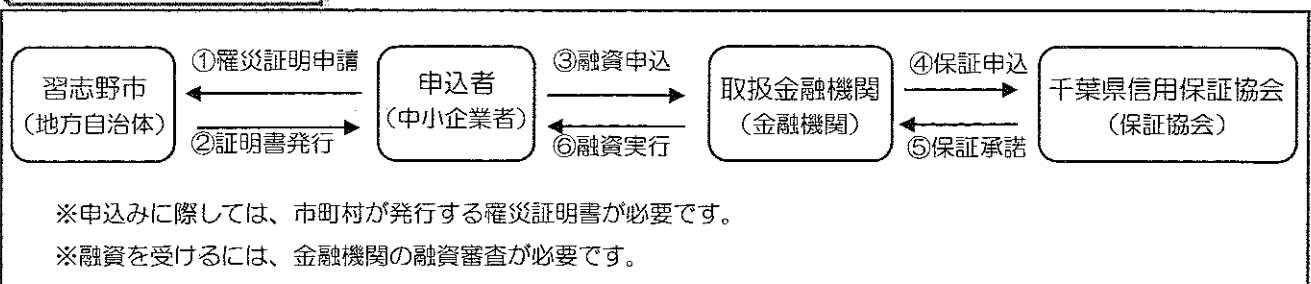 ①罹災証明申請
③融資申込
④保証申込
習志野市
(地方自治体)
申込者
(中小企業者)
取扱金融機関
(金融機関)
千葉県信用保証協会
(保証協会)
②証明書発行
⑥融資実行
⑤保証承諾
※申込みに際しては、市町村が発行する罹災証明書が必要です。
※融資を受けるには、金融機関の融資審査が必要です。